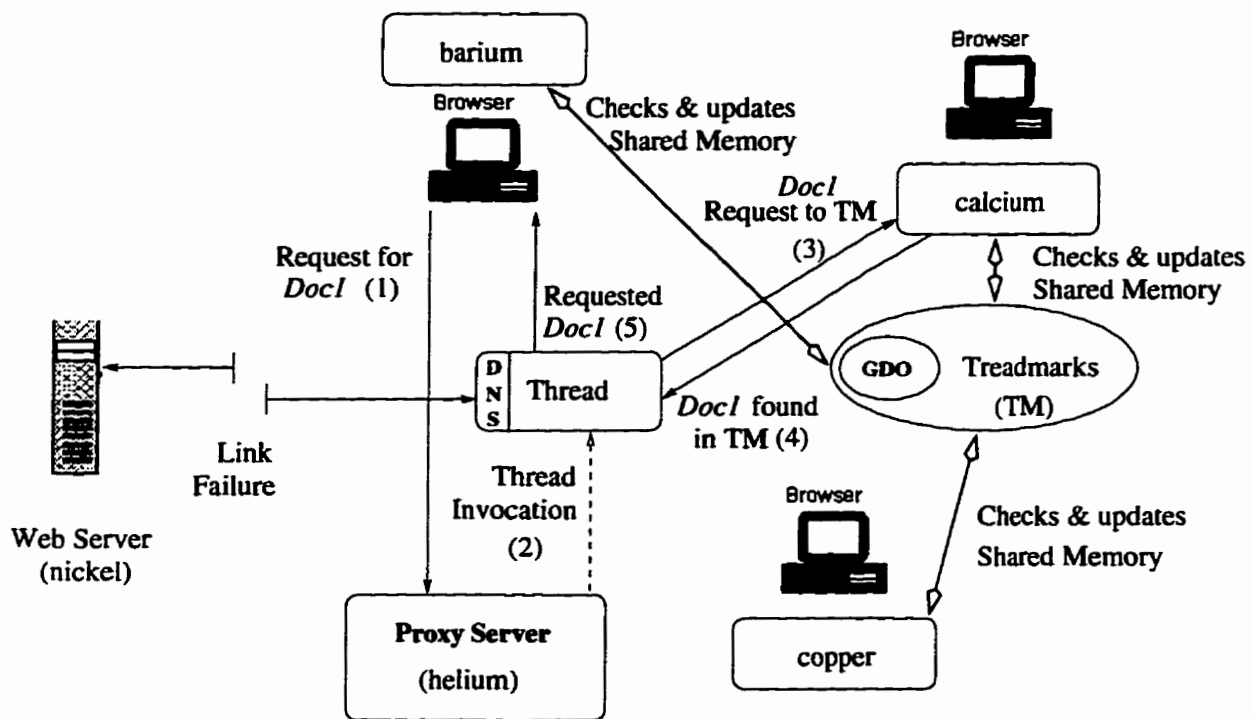 barium
Browser
Checks & updates
Shared Memory
Browser
calcium
Doc1
Request to TM
(3)
Checks & updates
Shared Memory
Request for
Doc1 (1)
Requested
Doc1 (5)
D
N
S
Thread
GDO
Treadmarks
(TM)
Doc1 found
in TM (4)
Link
Failure
Thread
Invocation
(2)
Web Server
(nickel)
Browser
Checks & updates
Shared Memory
Proxy Server
(helium)
copper